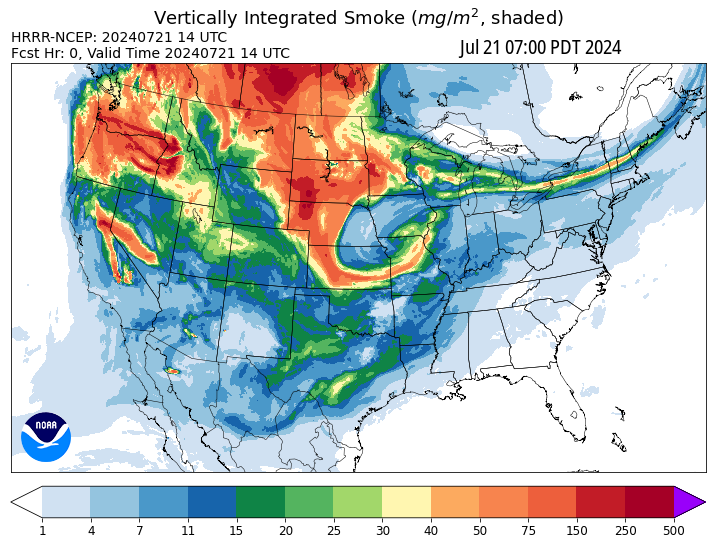 Vertically Integrated Smoke (mg/m², shaded)
HRRR-NCEP: 20240721 14 UTC
Fcst Hr: 0, Valid Time 20240721 14 UTC
Jul 21 07:00 PDT 2024
NOAA
1 4 7 11 15 20 25 30 40 50 75 150 250 500